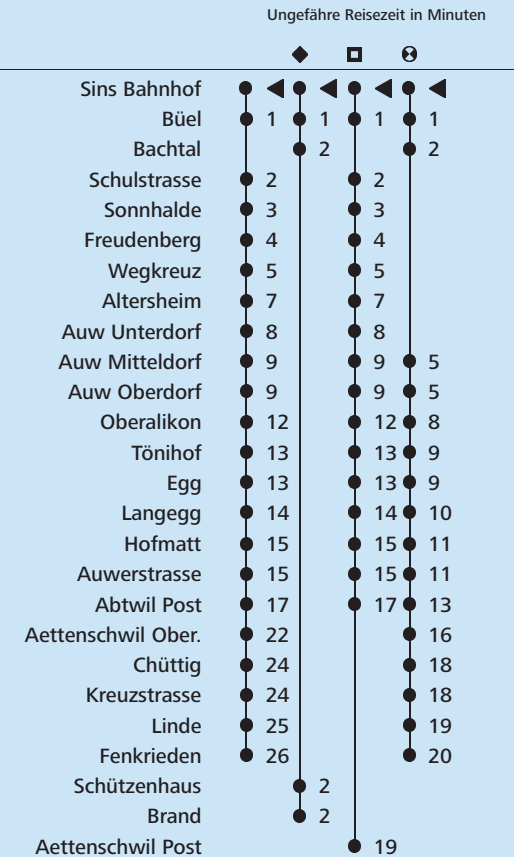 Ungefähre Reisezeit in Minuten
Sins Bahnhof
Büel 1 1 1 1
Bachtal 2 2
Schulstrasse 2 2
Sonnhalde 3 3
Freudenberg 4 4
Wegkreuz 5 5
Altersheim 7 7
Auw Unterdorf 8 8
Auw Mitteldorf 9 9 5
Auw Oberdorf 9 9 5
Oberalikon 12 12 8
Tönihof 13 13 9
Egg 13 13 9
Langegg 14 14 10
Hofmatt 15 15 11
Auwerstrasse 15 15 11
Abtwil Post 17 17 13
Aettenschwil Ober. 22 16
Chüttig 24 18
Kreuzstrasse 24 18
Linde 25 19
Fenkrieden 26 20
Schützenhaus 2
Brand 2
Aettenschwil Post 19